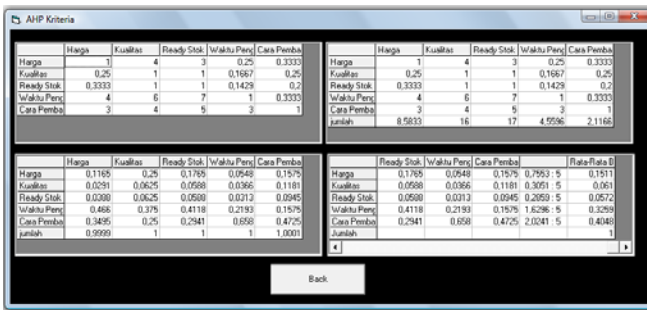 AHP Kriteria
Harga Kualitas Ready Stok Waktu Peng Cara Pemba
Harga 1 4 3 0,25 0,3333
Kualitas 0,25 1 1 0,1667 0,25
Ready Stok 0,3333 1 1 0,1429 0,2
Waktu Peng 4 6 7 1 0,3333
Cara Pemba 3 4 5 3 1
Harga Kualitas Ready Stok Waktu Peng Cara Pemba
Harga 1 4 3 0,25 0,3333
Kualitas 0,25 1 1 0,1667 0,25
Ready Stok 0,3333 1 1 0,1429 0,2
Waktu Peng 4 6 7 1 0,3333
Cara Pemba 3 4 5 3 1
jumlah 8,5833 16 17 4,5596 2,1166
Harga Kualitas Ready Stok Waktu Peng Cara Pemba
Harga 0,1165 0,25 0,1765 0,0548 0,1575
Kualitas 0,0291 0,0625 0,0588 0,0366 0,1181
Ready Stok 0,0388 0,0625 0,0588 0,0313 0,0945
Waktu Peng 0,466 0,375 0,4118 0,2193 0,1575
Cara Pemba 0,3495 0,25 0,2941 0,658 0,4725
jumlah 0,9999 1 1 1 1,0001
Ready Stok Waktu Peng Cara Pemba Rata-Rata B
Harga 0,1765 0,0548 0,1575 0,7553 : 5 0,1511
Kualitas 0,0588 0,0366 0,1181 0,3051 : 5 0,061
Ready Stok 0,0588 0,0313 0,0945 0,2859 : 5 0,0572
Waktu Peng 0,4118 0,2193 0,1575 1,6296 : 5 0,3259
Cara Pemba 0,2941 0,658 0,4725 2,0241 : 5 0,4048
Jumlah 1
Back